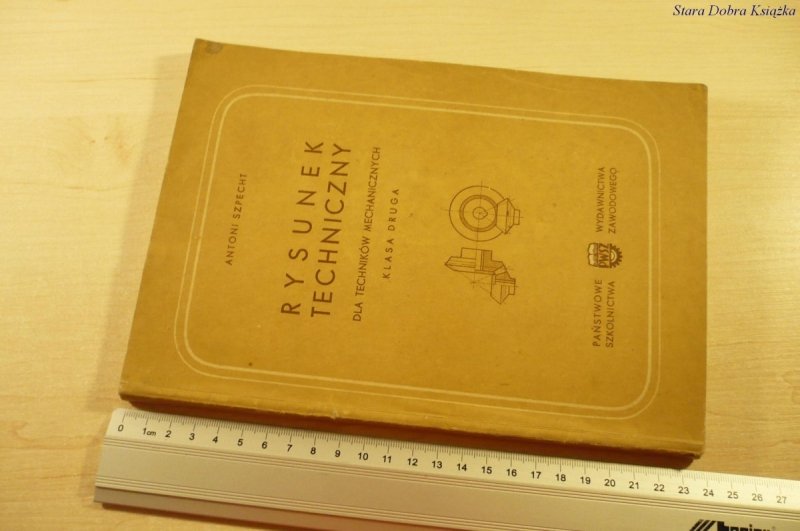 Stara Dobra Książka
ANTONI SZPECHT
RYSUNEK
TECHNICZNY
DLA TECHNIKÓW MECHANICZNYCH
KLASA DRUGA
PAŃSTWOWE WYDAWNICTWA
SZKOLNICTWA ZAWODOWEGO
PWSZ
0 1cm 2 3 4 5 6 7 8 9 10 11 12 13 14 15 16 17 18 19 20 21 22 23 24 25 26 27